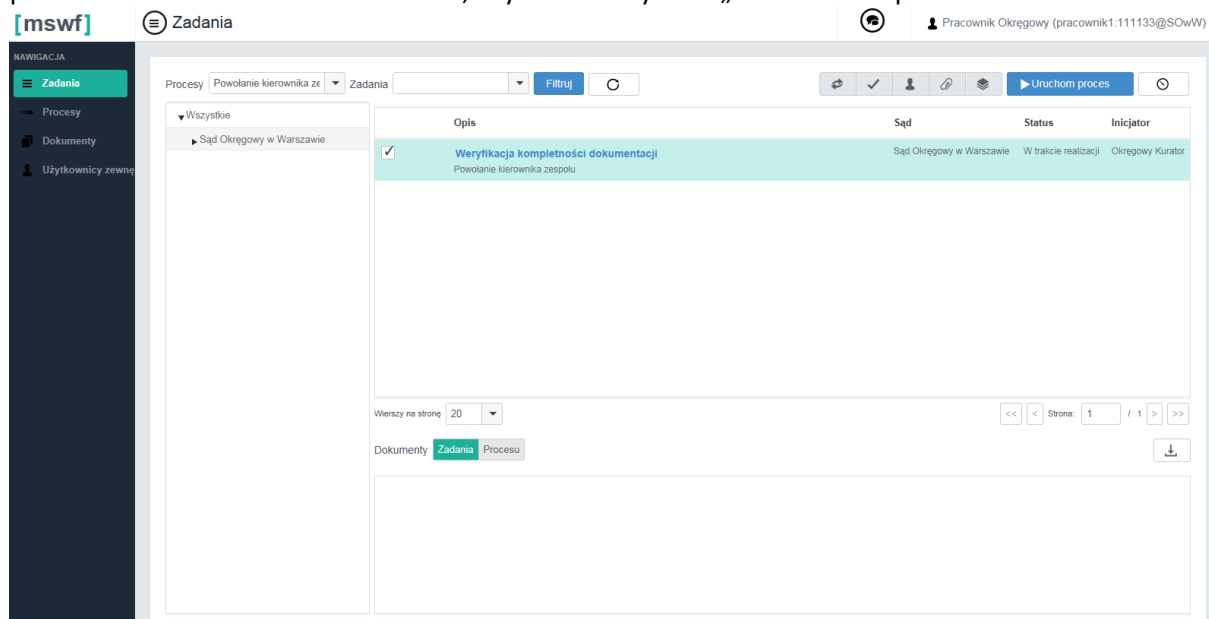 [mswf]
Zadania
Pracownik Okręgowy (pracownik1:111133@SOwW)
NAWIGACJA
Zadania
Procesy
Dokumenty
Użytkownicy zewnę
Procesy Powołanie kierownika ze Zadania Filtruj Uruchom proces
Wszystkie
Sąd Okręgowy w Warszawie
Opis Sąd Status Inicjator
Weryfikacja kompletności dokumentacji Sąd Okręgowy w Warszawie W trakcie realizacji Okręgowy Kurator
Powołanie kierownika zespołu
Wierszy na stronę 20 << < Strona: 1 / 1 > >>
Dokumenty Zadania Procesu